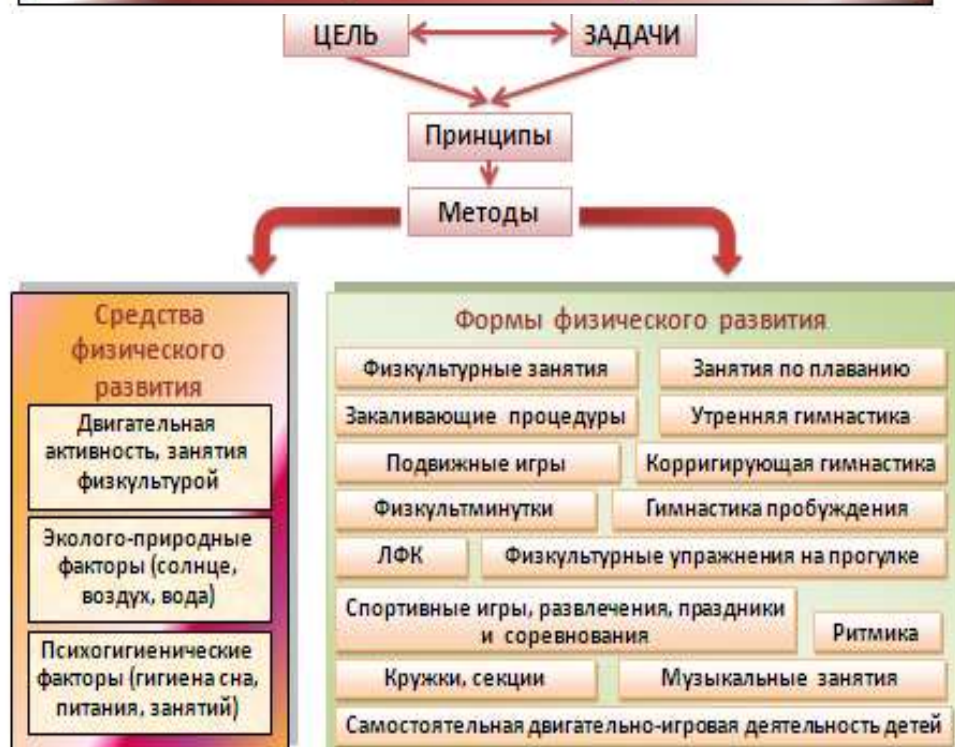 ЦЕЛЬ
ЗАДАЧИ
Принципы
Методы
Средства
физического
развития
Двигательная
активность, занятия
физкультурой
Эколого-природные
факторы (солнце,
воздух, вода)
Психогигиенические
факторы (гигиена сна,
питания, занятий)
Формы физического развития
Физкультурные занятия
Занятия по плаванию
Закаливающие процедуры
Утренняя гимнастика
Подвижные игры
Корригирующая гимнастика
Физкультминутки
Гимнастика пробуждения
ЛФК
Физкультурные упражнения на прогулке
Спортивные игры, развлечения, праздники
и соревнования
Ритмика
Кружки, секции
Музыкальные занятия
Самостоятельная двигательно-игровая деятельность детей